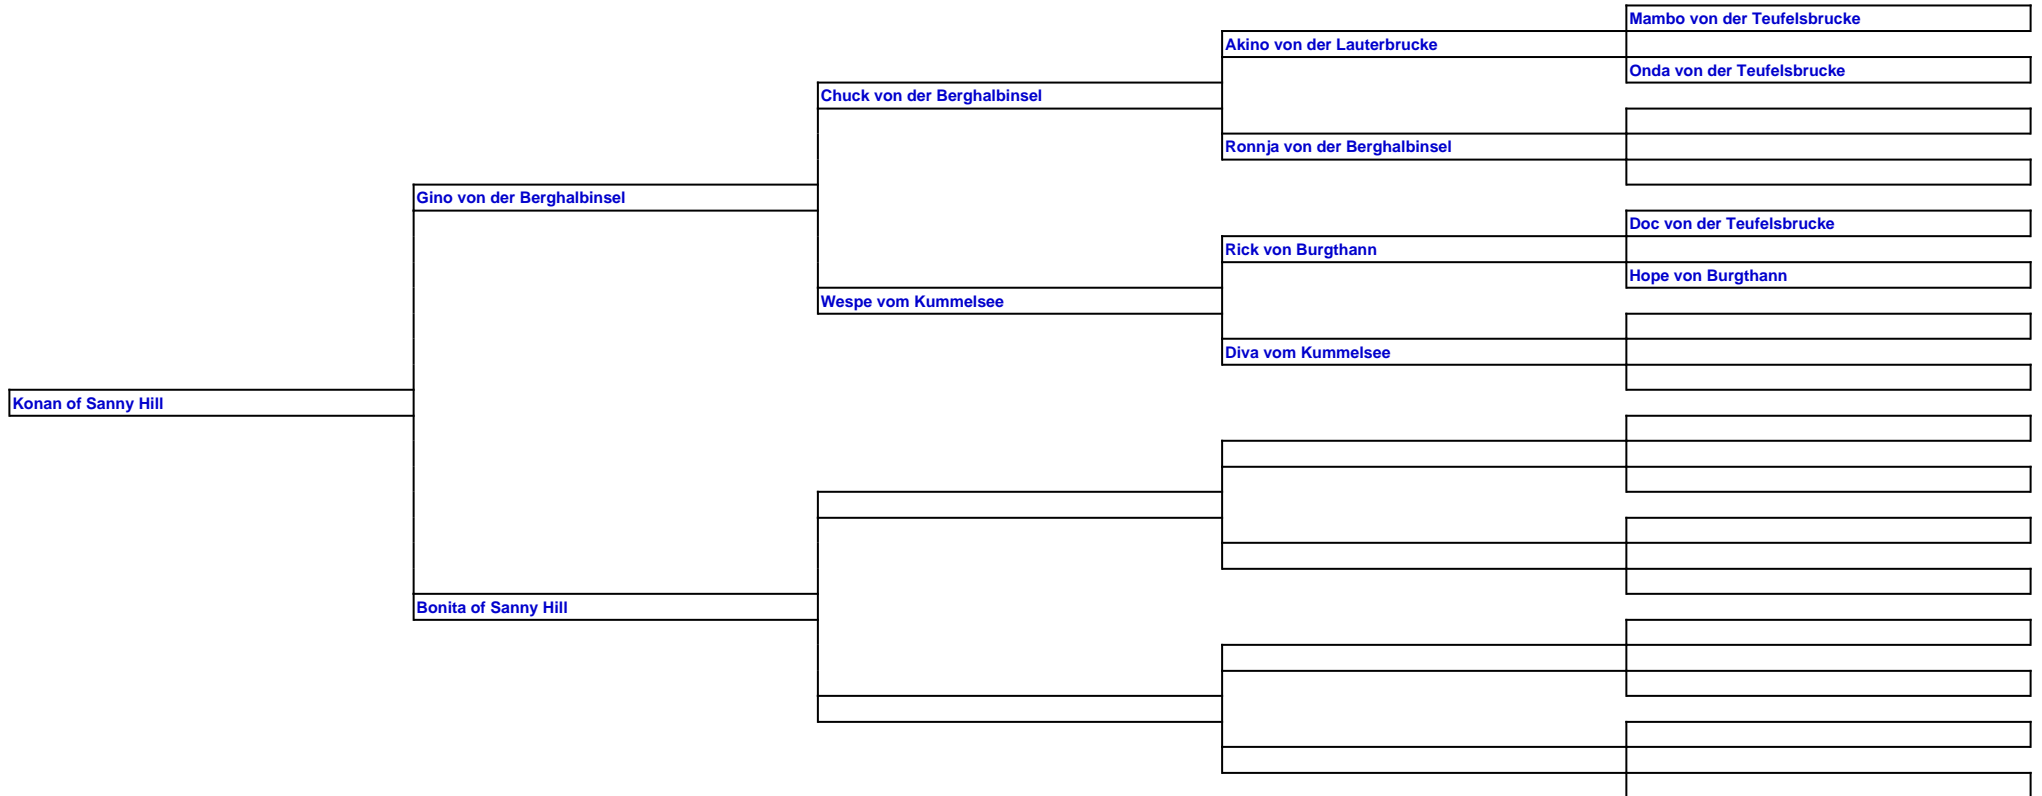 Mambo von der Teufelsbrucke
Akino von der Lauterbrucke
Onda von der Teufelsbrucke
Chuck von der Berghalbinsel
Ronnja von der Berghalbinsel
Gino von der Berghalbinsel
Doc von der Teufelsbrucke
Rick von Burgthann
Hope von Burgthann
Wespe vom Kummelsee
Diva vom Kummelsee
Konan of Sanny Hill
Bonita of Sanny Hill